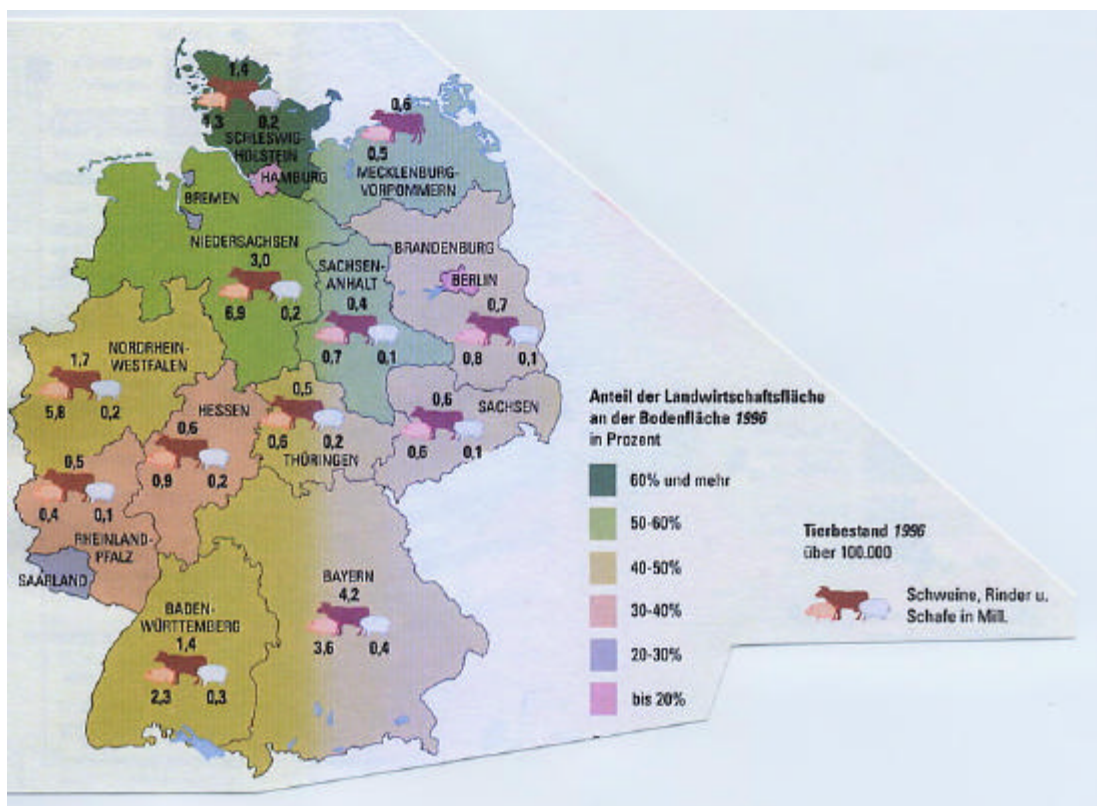 1,4
1,3 0,2
SCHLESWIG-
HOLSTEIN
HAMBURG
0,6
0,5
MECKLENBURG-
VORPOMMERN
BREMEN
NIEDERSACHSEN
3,0
6,9 0,2
SACHSEN-
ANHALT
0,4
0,7 0,1
BRANDENBURG
BERLIN
0,7
0,8 0,1
NORDRHEIN-
WESTFALEN
1,7
5,8 0,2
HESSEN
0,6
0,9 0,2
0,5
0,6 0,2
THÜRINGEN
0,6
SACHSEN
0,6 0,1
0,5
0,4 0,1
RHEINLAND-
PFALZ
SAARLAND
BAYERN
4,2
3,6 0,4
BADEN-
WÜRTTEMBERG
1,4
2,3 0,3
Anteil der Landwirtschaftsfläche
an der Bodenfläche 1996
in Prozent
60% und mehr
50-60%
40-50%
30-40%
20-30%
bis 20%
Tierbestand 1996
über 100.000
Schweine, Rinder u.
Schafe in Mill.